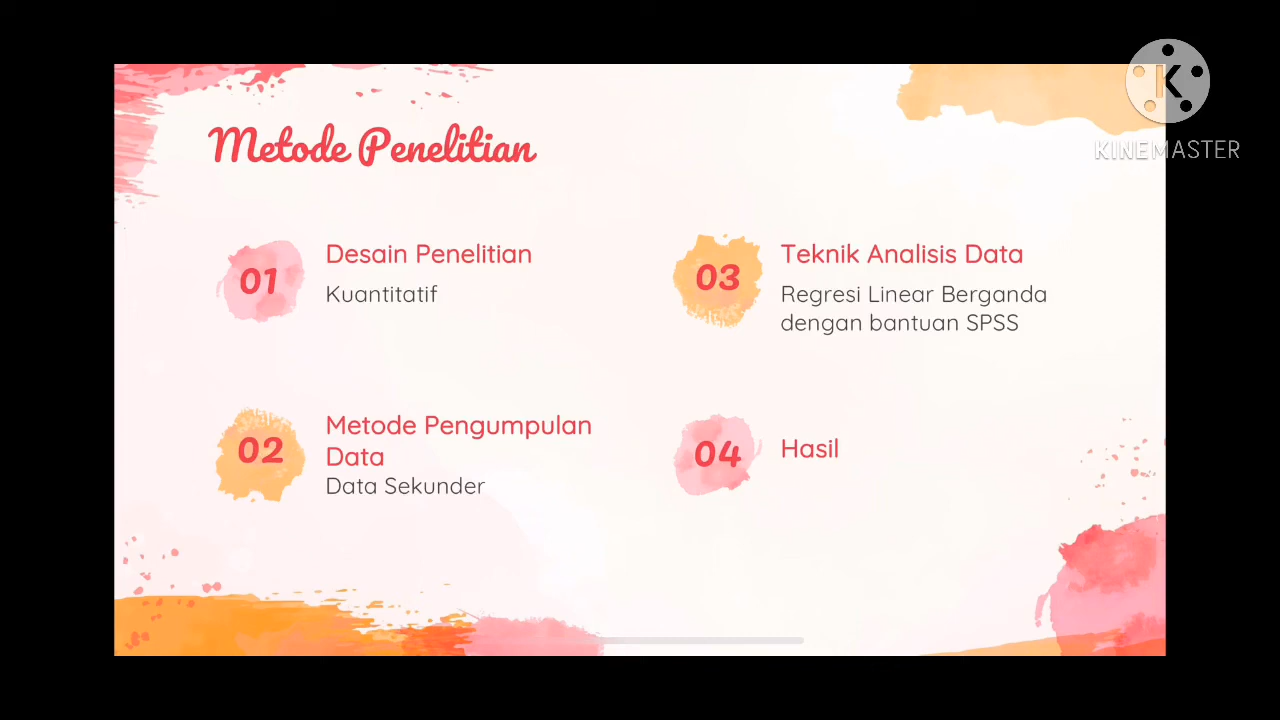 Metode Penelitian
01
Desain Penelitian
Kuantitatif
02
Metode Pengumpulan
Data
Data Sekunder
03
Teknik Analisis Data
Regresi Linear Berganda
dengan bantuan SPSS
04
Hasil
K
KINEMASTER